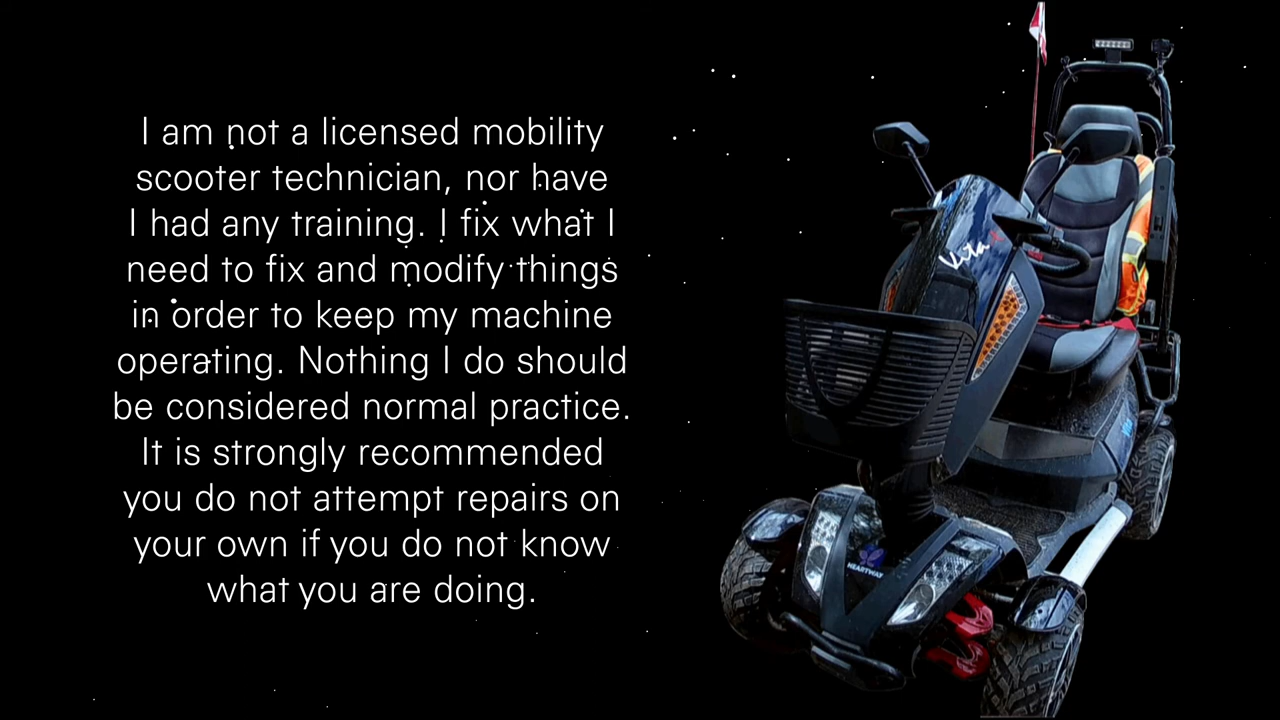 I am not a licensed mobility
scooter technician, nor have
I had any training. I fix what I
need to fix and modify things
in order to keep my machine
operating. Nothing I do should
be considered normal practice.
It is strongly recommended
you do not attempt repairs on
your own if you do not know
what you are doing.
Vita X
HEARTWAY